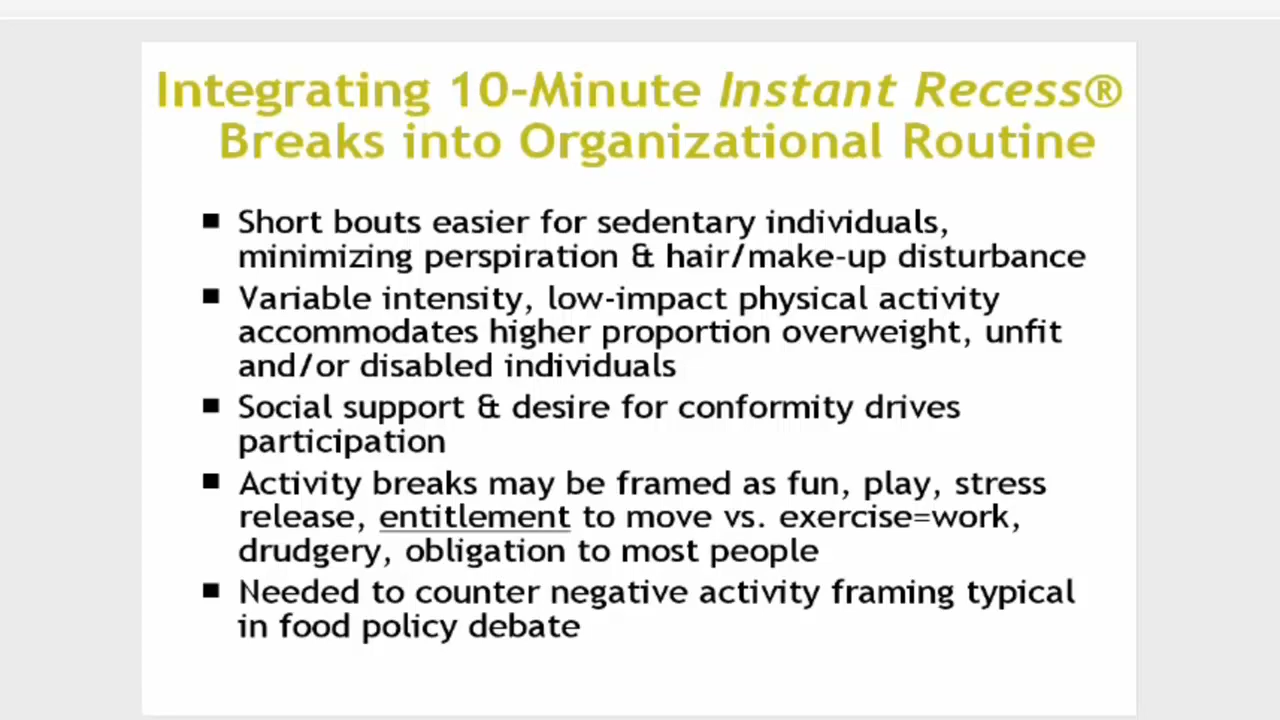 Integrating 10-Minute Instant Recess®
Breaks into Organizational Routine
■ Short bouts easier for sedentary individuals,
minimizing perspiration & hair/make-up disturbance
■ Variable intensity, low-impact physical activity
accommodates higher proportion overweight, unfit
and/or disabled individuals
■ Social support & desire for conformity drives
participation
■ Activity breaks may be framed as fun, play, stress
release, entitlement to move vs. exercise=work,
drudgery, obligation to most people
■ Needed to counter negative activity framing typical
in food policy debate